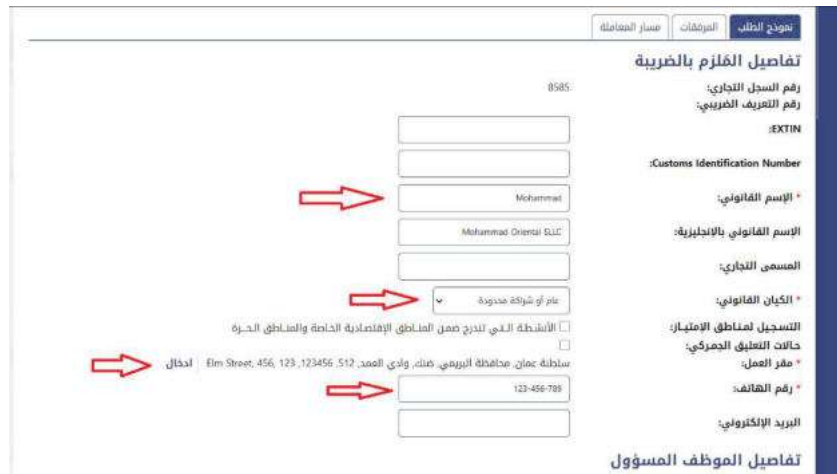 نموذج الطلب
المرفقات
مسار المعاملة
تفاصيل المُلزم بالضريبة
رقم السجل التجاري: 8585
رقم التعريف الضريبي:
EXTIN:
Customs Identification Number:
* الإسم القانوني: Mohammad
الإسم القانوني بالإنجليزية: Mohammad Oriental SLLC
المسمى التجاري:
* الكيان القانوني: عام أو شراكة محدودة
التسجيل لمناطق الإمتياز: الأنشطة التي تندرج ضمن المناطق الإقتصادية الخاصة والمناطق الحرة
حالات التعليق الجمركي:
* مقر العمل: سلطنة عمان, محافظة البريمي, ضنك, وادي العمد, 512, 123456, 123 ,456 ,Elm Street ادخال
* رقم الهاتف: 123-456-789
البريد الإلكتروني:
تفاصيل الموظف المسؤول